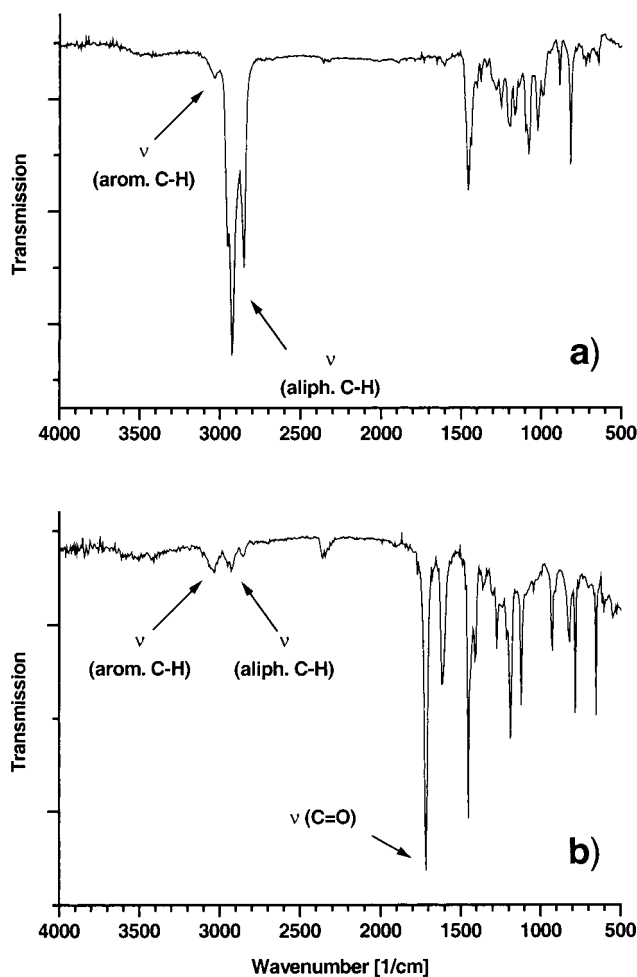 Transmission
ν
(arom. C-H)
ν
(aliph. C-H)
a)
4000 3500 3000 2500 2000 1500 1000 500
Transmission
ν
(arom. C-H)
ν
(aliph. C-H)
ν (C=O)
b)
4000 3500 3000 2500 2000 1500 1000 500
Wavenumber [1/cm]